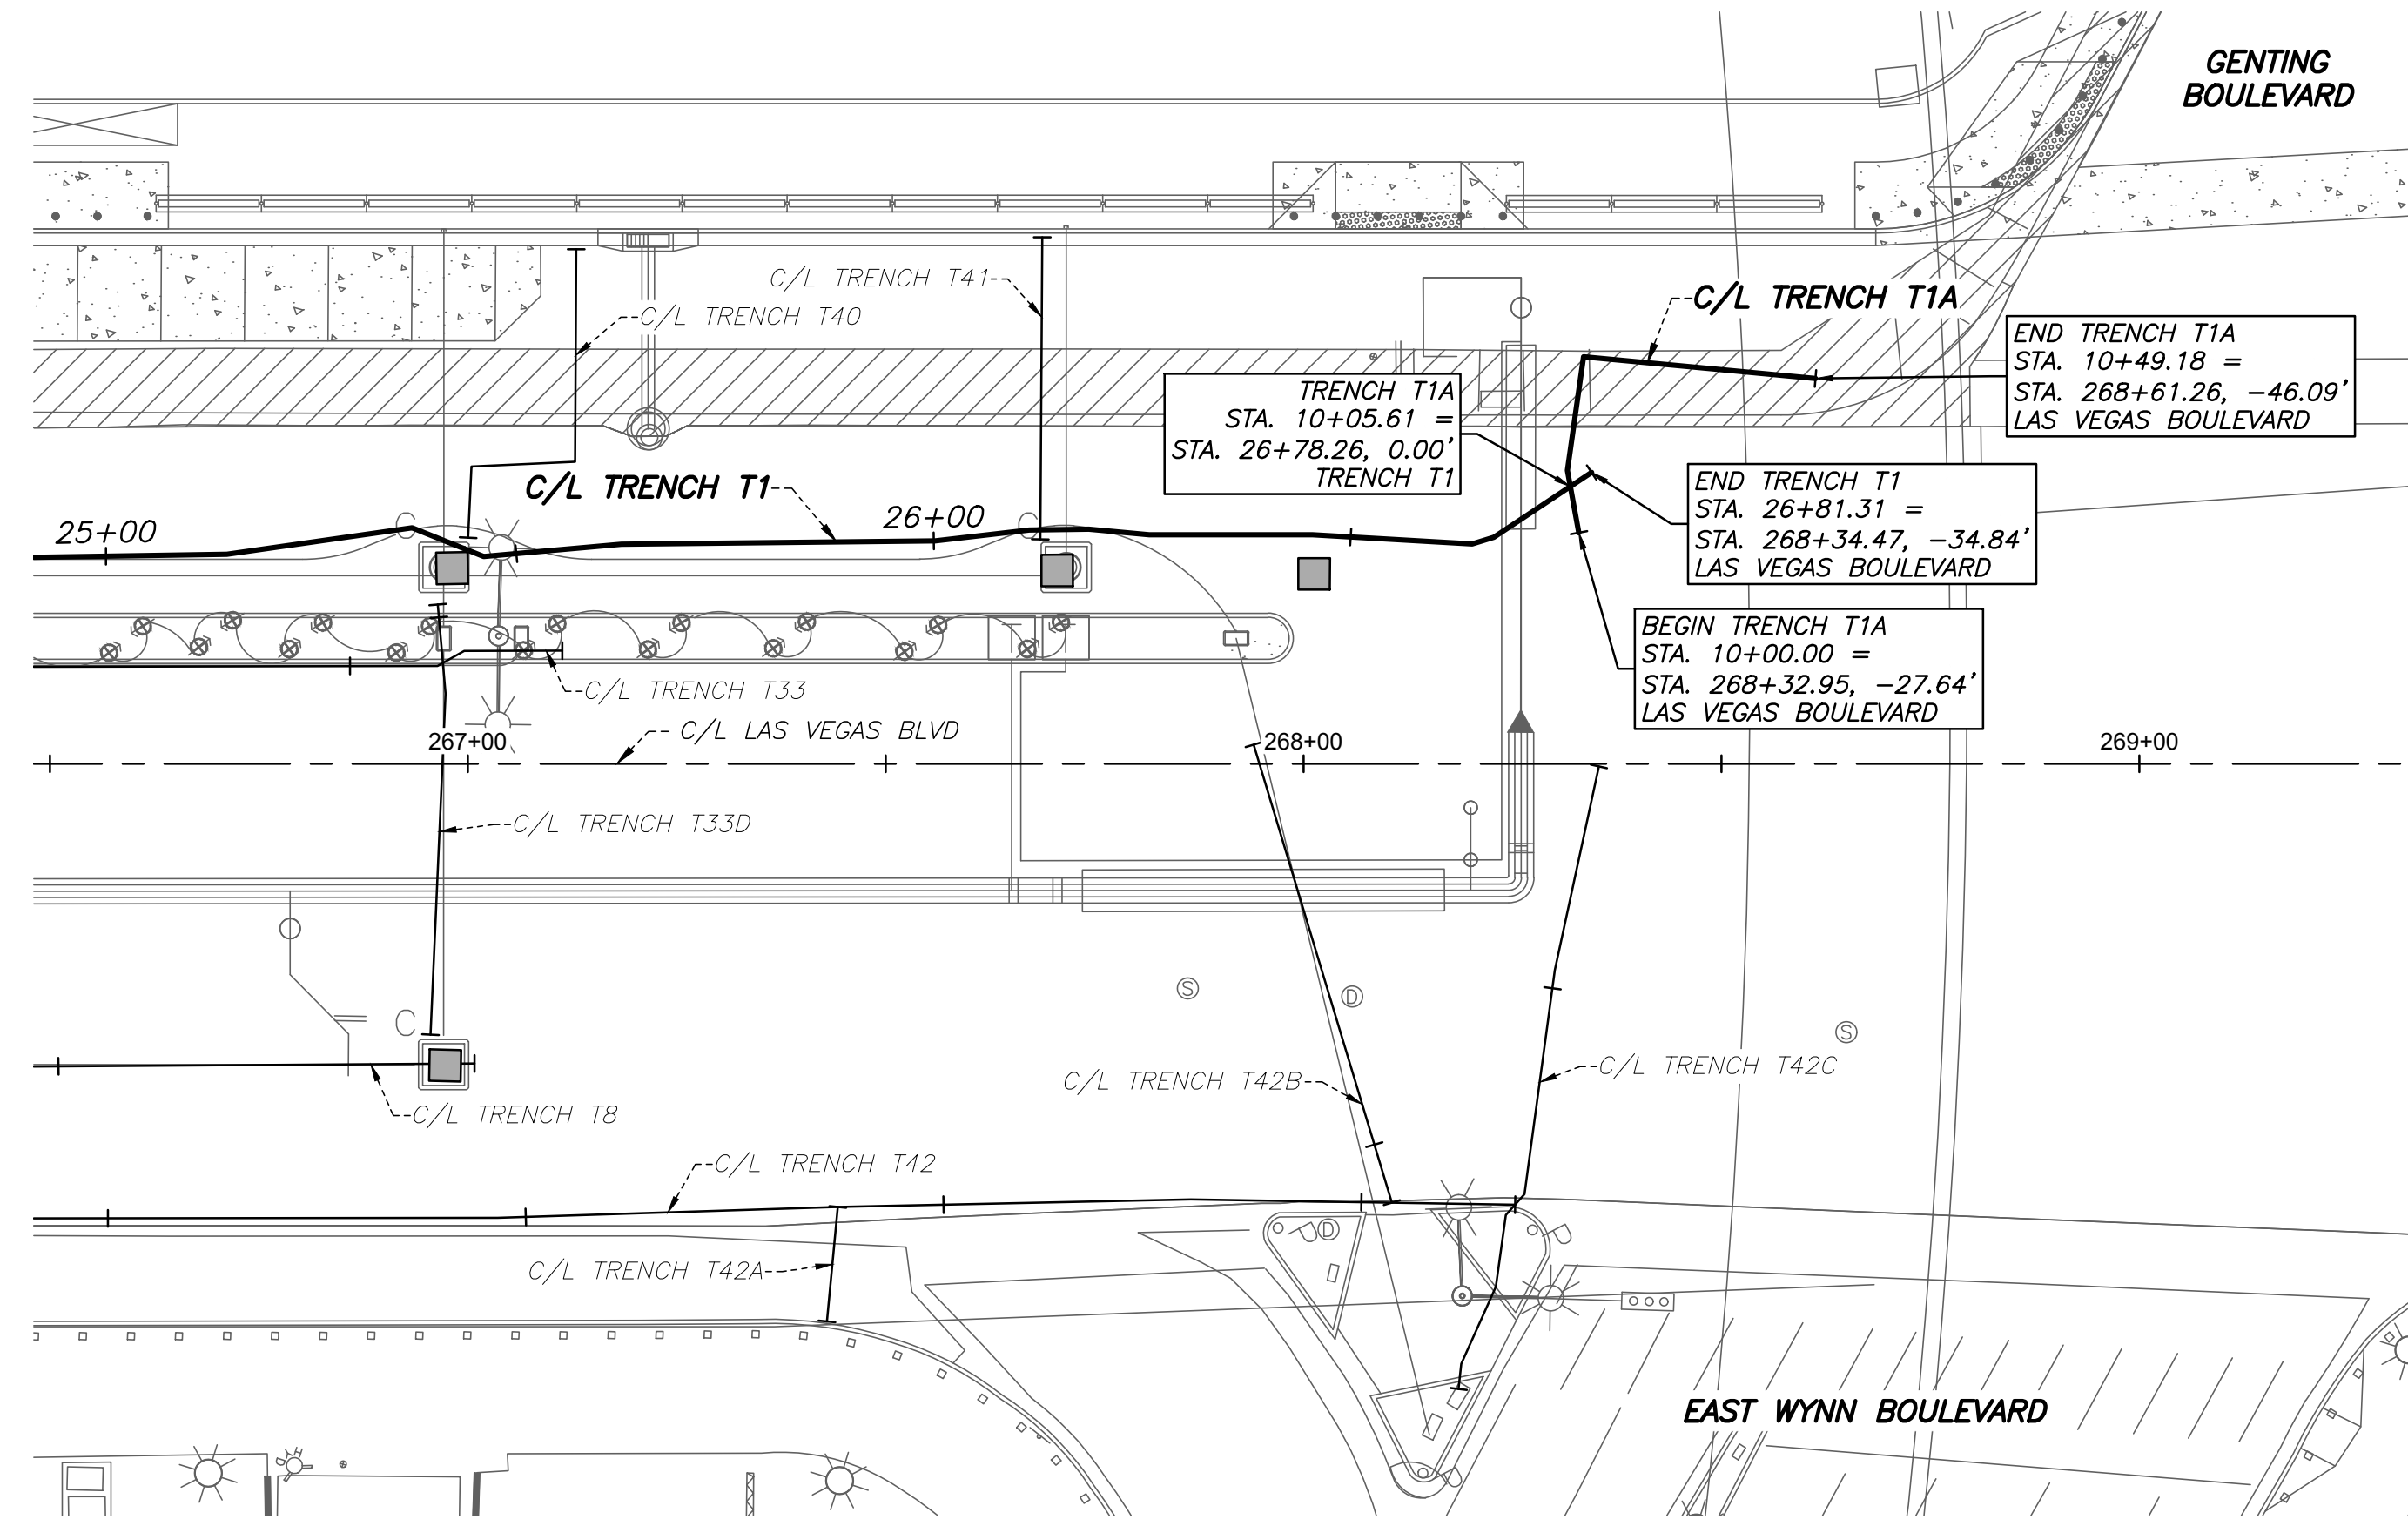 GENTING
BOULEVARD
C/L TRENCH T41
C/L TRENCH T40
C/L TRENCH T1A
END TRENCH T1A
STA. 10+49.18 =
STA. 268+61.26, -46.09'
LAS VEGAS BOULEVARD
TRENCH T1A
STA. 10+05.61 =
STA. 26+78.26, 0.00'
TRENCH T1
C/L TRENCH T1
25+00
26+00
C
C
END TRENCH T1
STA. 26+81.31 =
STA. 268+34.47, -34.84'
LAS VEGAS BOULEVARD
BEGIN TRENCH T1A
STA. 10+00.00 =
STA. 268+32.95, -27.64'
LAS VEGAS BOULEVARD
C/L TRENCH T33
C/L LAS VEGAS BLVD
267+00
268+00
269+00
C/L TRENCH T33D
S
D
C
S
C/L TRENCH T42B
C/L TRENCH T42C
C/L TRENCH T8
C/L TRENCH T42
D
C/L TRENCH T42A
EAST WYNN BOULEVARD
HYD